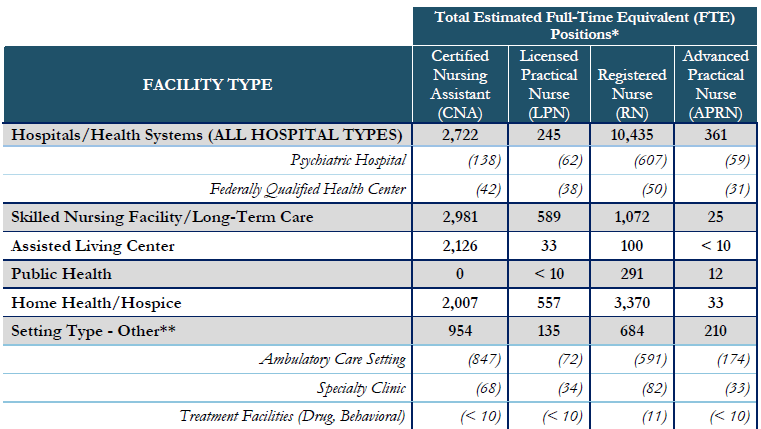 Total Estimated Full-Time Equivalent (FTE)
Positions*
FACILITY TYPE
Certified
Nursing
Assistant
(CNA)
Licensed
Practical
Nurse
(LPN)
Registered
Nurse
(RN)
Advanced
Practical
Nurse
(APRN)
Hospitals/Health Systems (ALL HOSPITAL TYPES) 2,722 245 10,435 361
Psychiatric Hospital (138) (62) (607) (59)
Federally Qualified Health Center (42) (38) (50) (31)
Skilled Nursing Facility/Long-Term Care 2,981 589 1,072 25
Assisted Living Center 2,126 33 100 < 10
Public Health 0 < 10 291 12
Home Health/Hospice 2,007 557 3,370 33
Setting Type - Other** 954 135 684 210
Ambulatory Care Setting (847) (72) (591) (174)
Specialty Clinic (68) (34) (82) (33)
Treatment Facilities (Drug, Behavioral) (< 10) (< 10) (11) (< 10)